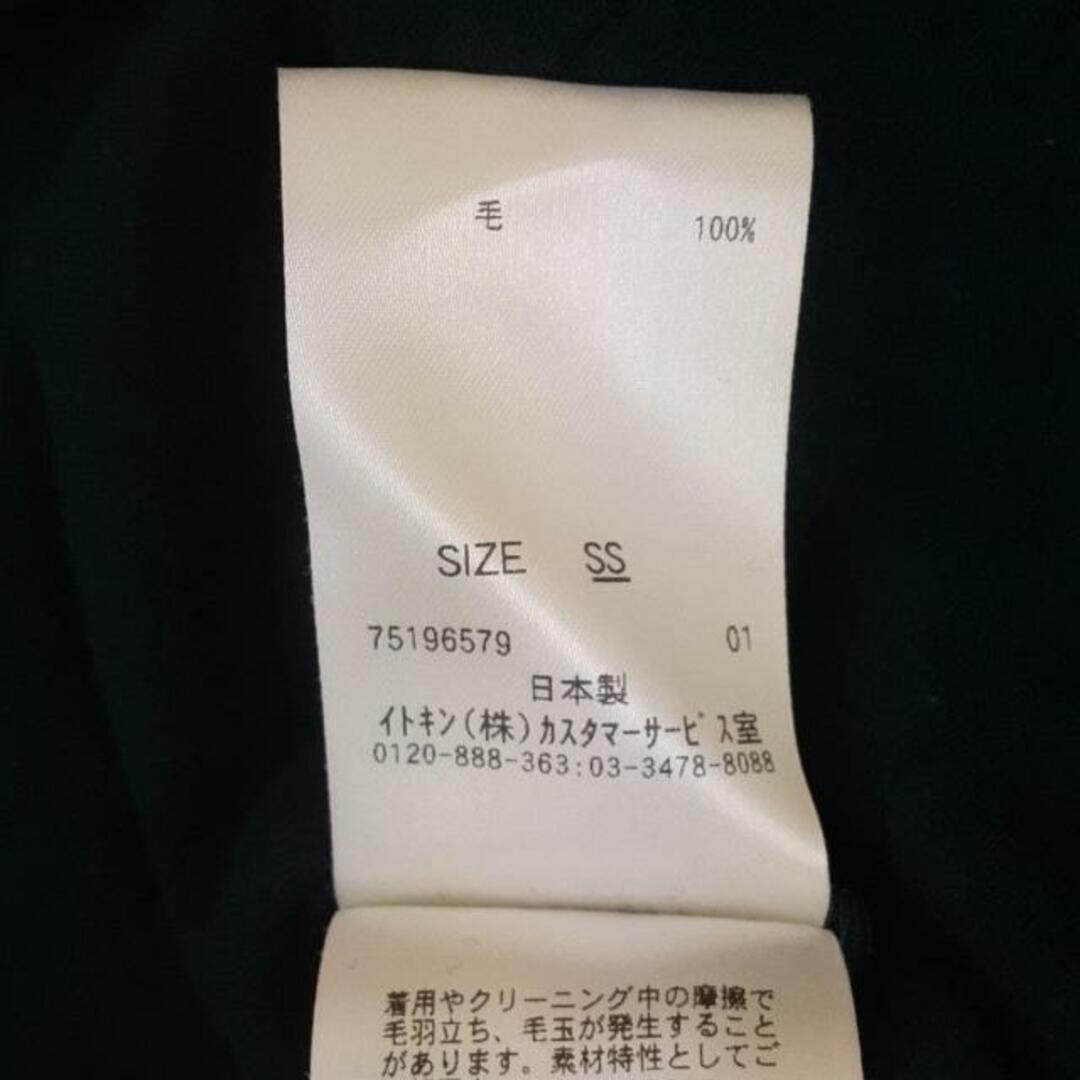 毛 100%
SIZE SS
75196579 01
日本製
イトキン(株)カスタマーサービス室
0120-888-363:03-3478-8088
着用やクリーニング中の摩擦で
毛羽立ち、毛玉が発生すること
があります。素材特性としてご